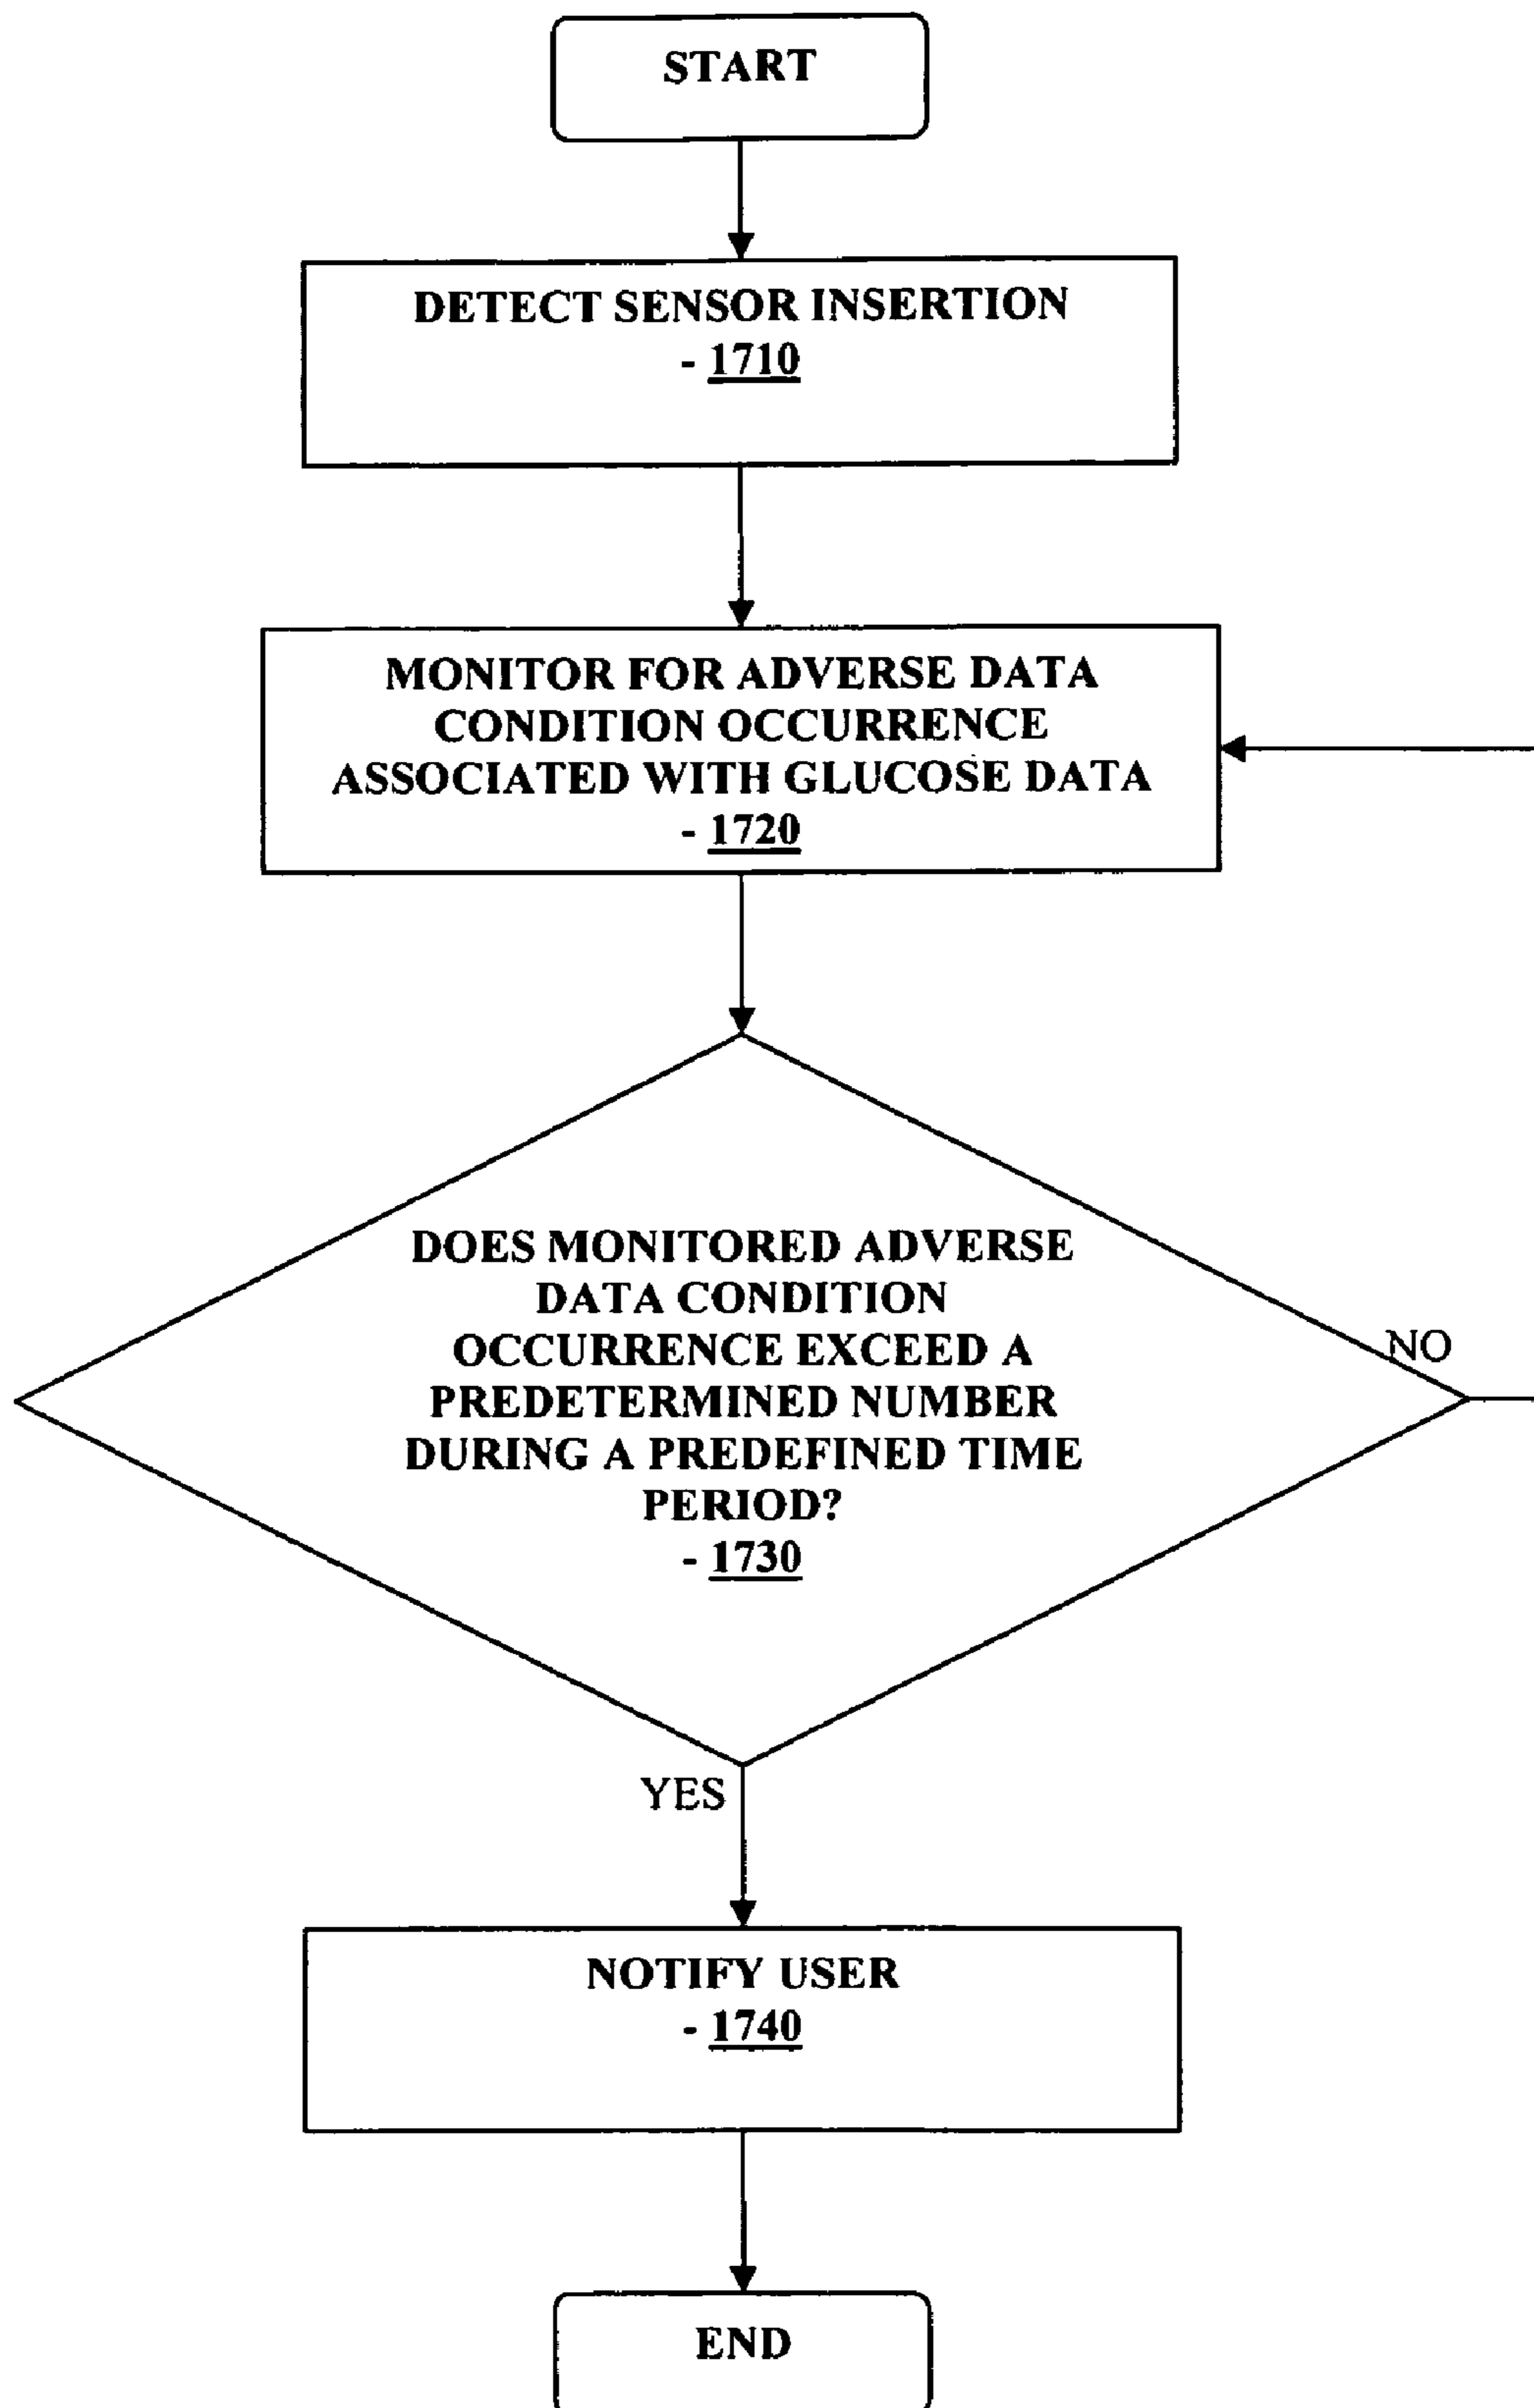 START
DETECT SENSOR INSERTION
- 1710
MONITOR FOR ADVERSE DATA
CONDITION OCCURRENCE
ASSOCIATED WITH GLUCOSE DATA
- 1720
DOES MONITORED ADVERSE
DATA CONDITION
OCCURRENCE EXCEED A
PREDETERMINED NUMBER
DURING A PREDEFINED TIME
PERIOD?
- 1730
NO
YES
NOTIFY USER
- 1740
END